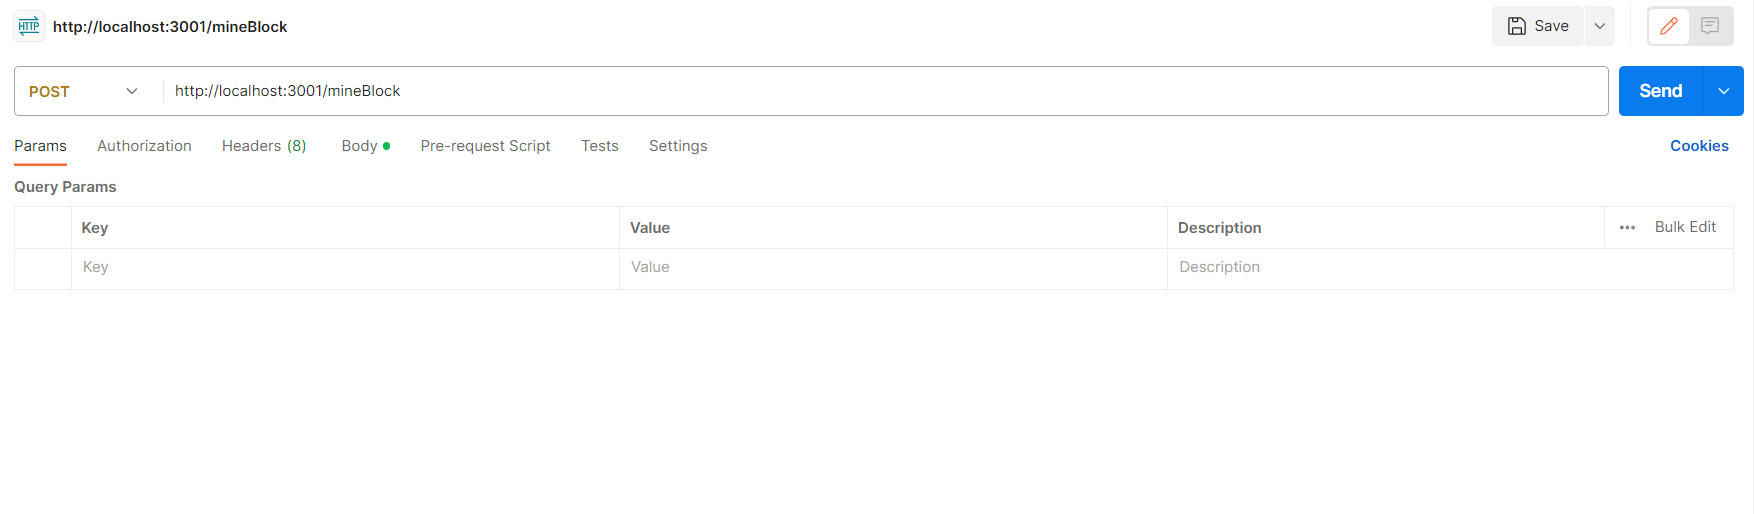 HTTP http://localhost:3001/mineBlock Save
POST http://localhost:3001/mineBlock Send
Params Authorization Headers (8) Body Pre-request Script Tests Settings Cookies
Query Params
Key Value Description ••• Bulk Edit
Key Value Description